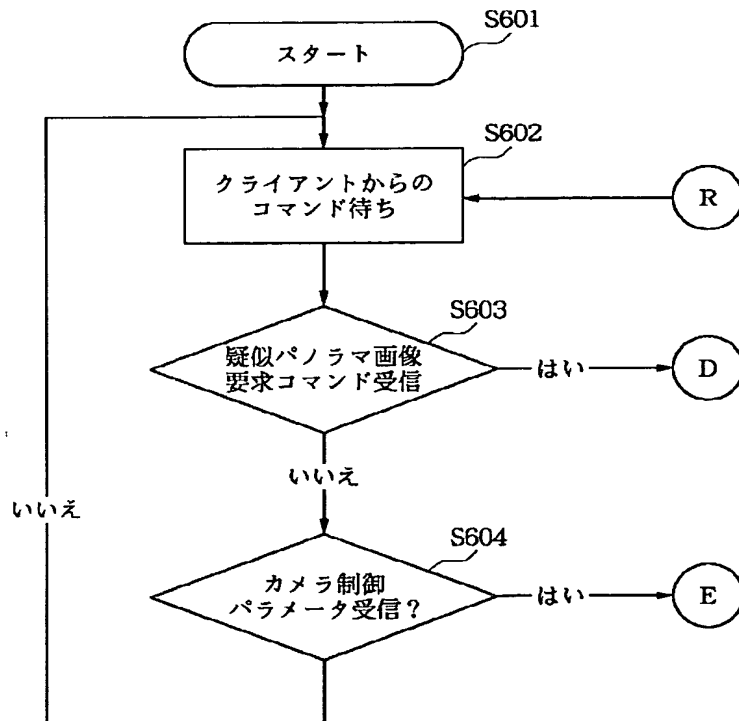 S601
スタート
S602
クライアントからの
コマンド待ち
R
S603
疑似パノラマ画像
要求コマンド受信
はい
D
いいえ
いいえ
S604
カメラ制御
パラメータ受信?
はい
E